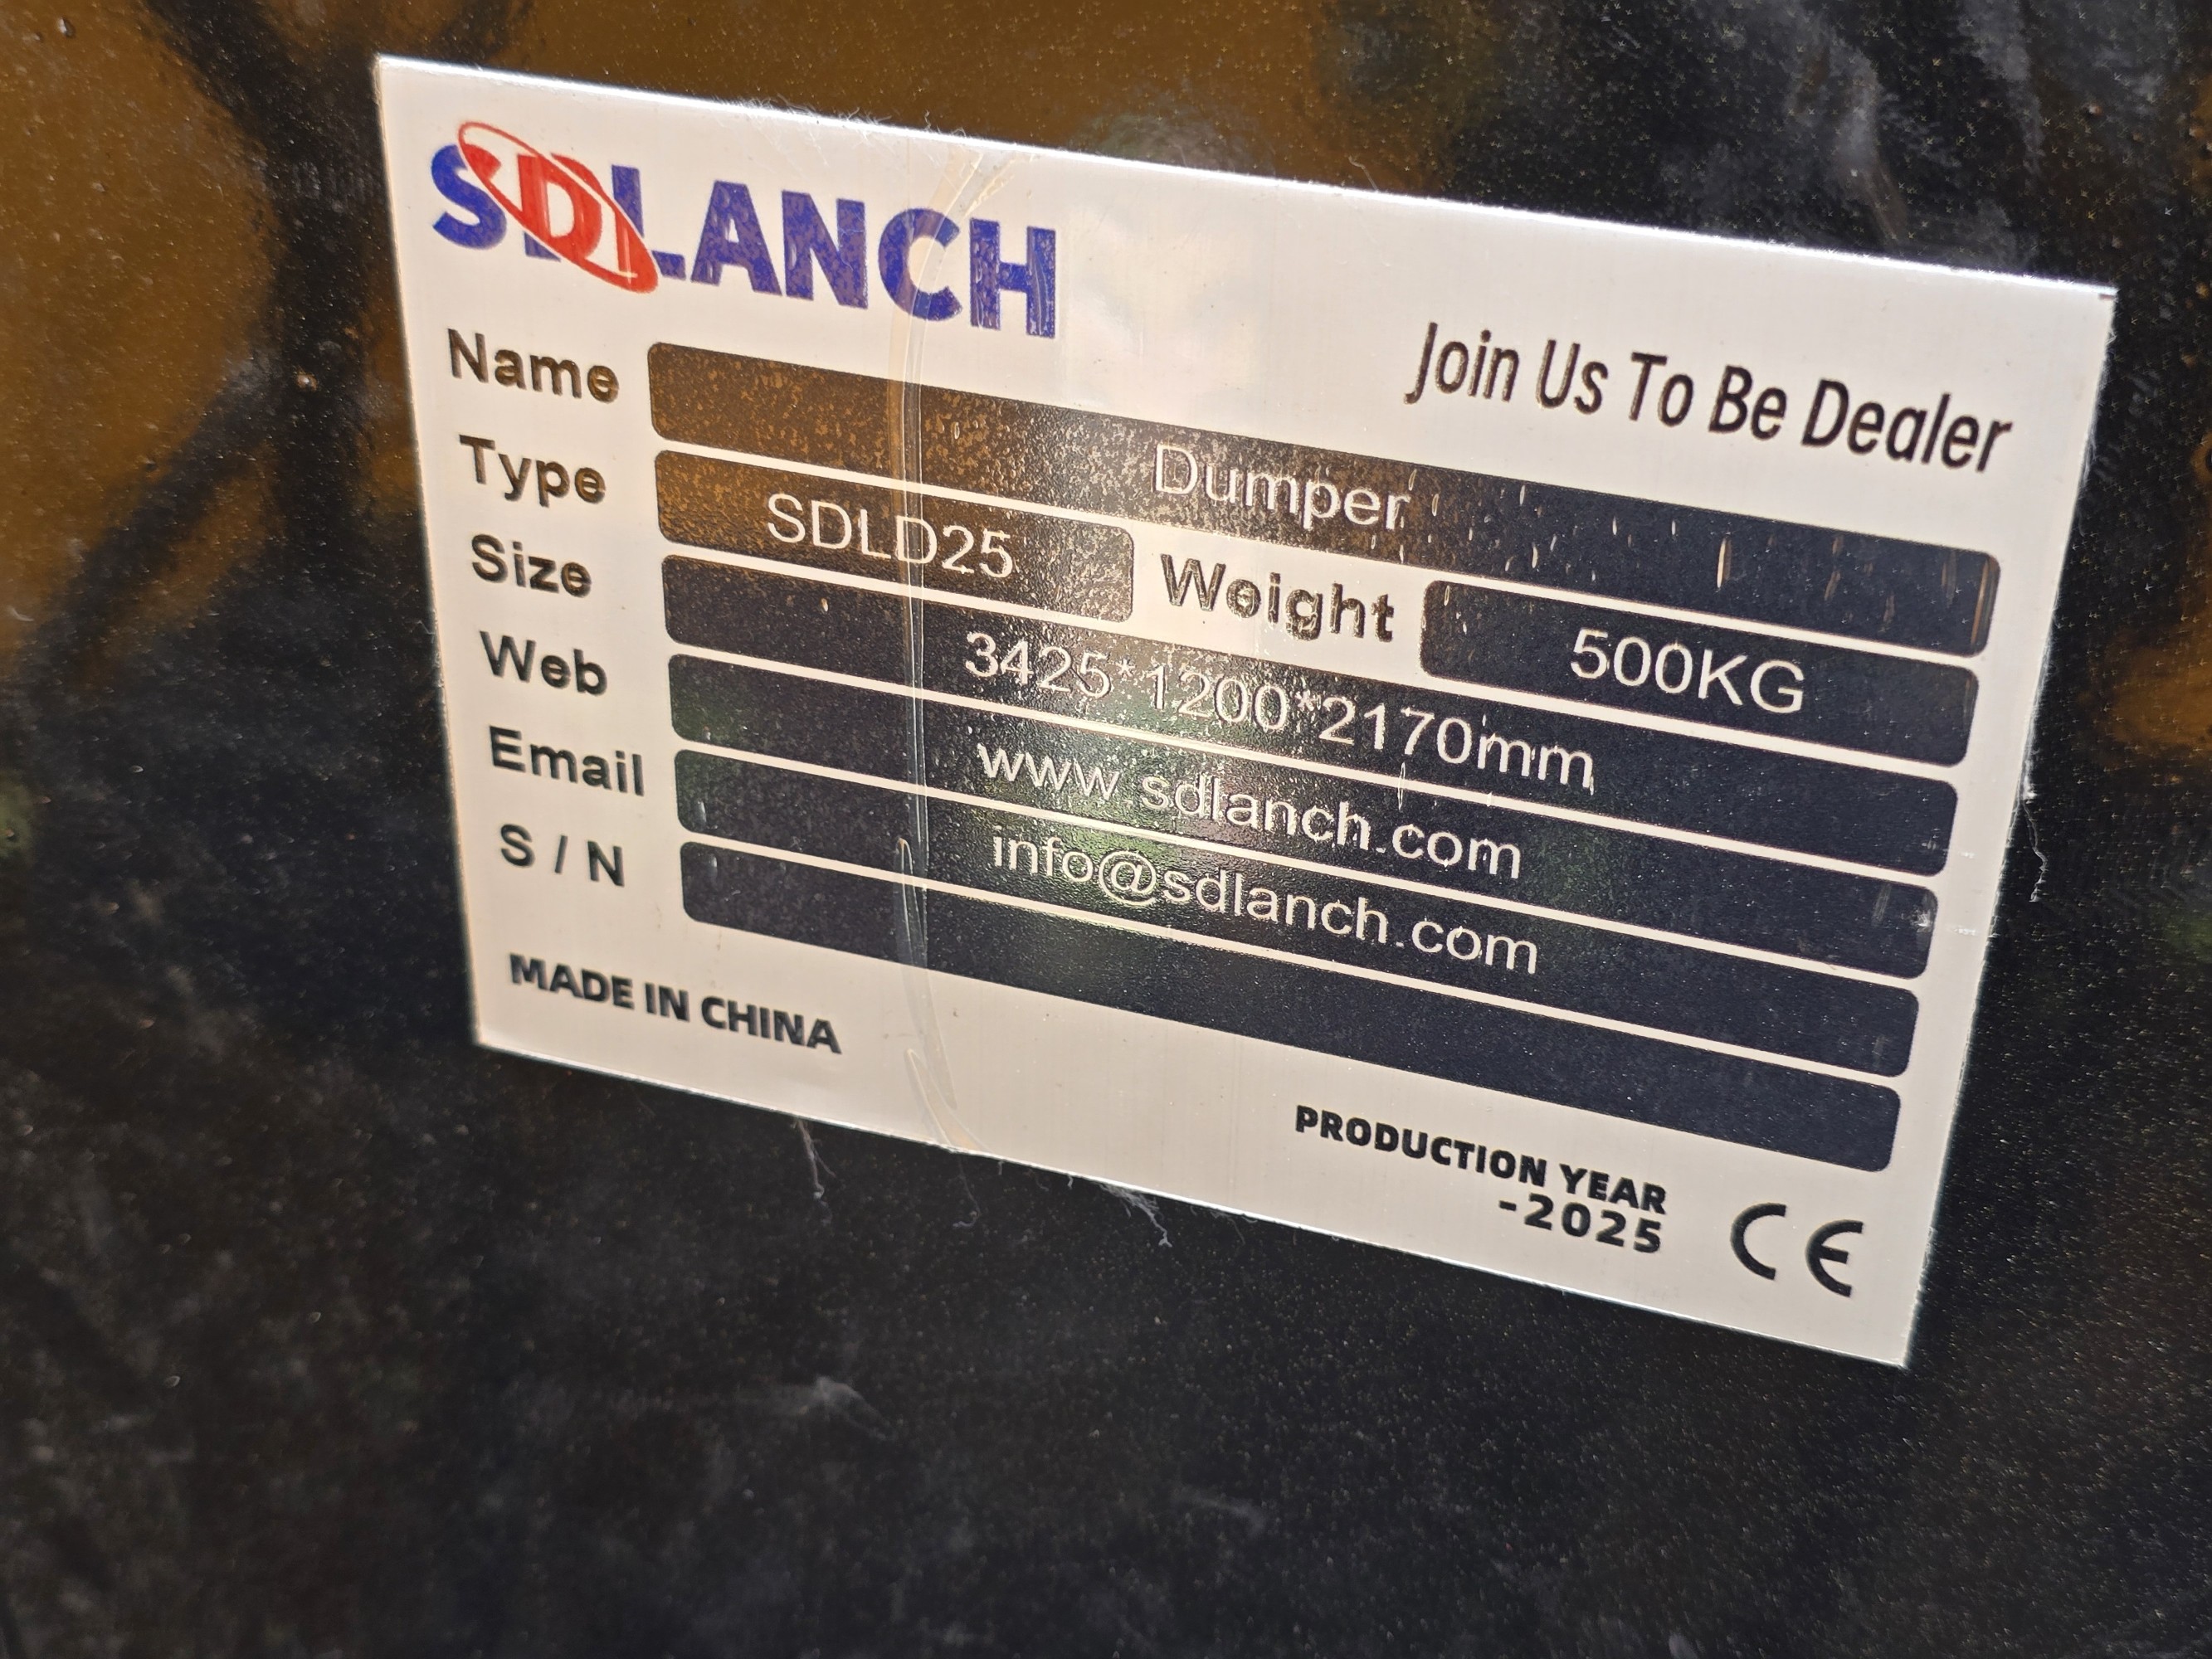 SDLANCH
Join Us To Be Dealer
Name Dumper
Type SDLD25 Weight 500KG
Size 3425*1200*2170mm
Web www.sdlanch.com
Email info@sdlanch.com
S / N
MADE IN CHINA
PRODUCTION YEAR
-2025
CE